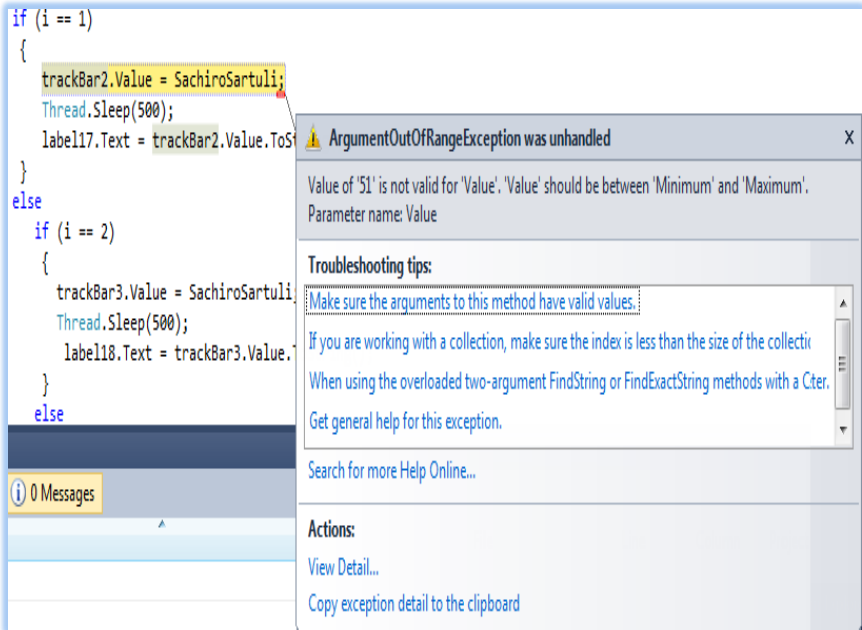 if (i == 1)
{
trackBar2.Value = SachiroSartuli;
Thread.Sleep(500);
label17.Text = trackBar2.Value.ToSt
}
else
if (i == 2)
{
trackBar3.Value = SachiroSartuli;
Thread.Sleep(500);
label18.Text = trackBar3.Value.T
}
else
0 Messages
ArgumentOutOfRangeException was unhandled
Value of '51' is not valid for 'Value'. 'Value' should be between 'Minimum' and 'Maximum'.
Parameter name: Value
Troubleshooting tips:
Make sure the arguments to this method have valid values.
If you are working with a collection, make sure the index is less than the size of the collectic
When using the overloaded two-argument FindString or FindExactString methods with a C:ter.
Get general help for this exception.
Search for more Help Online...
Actions:
View Detail...
Copy exception detail to the clipboard